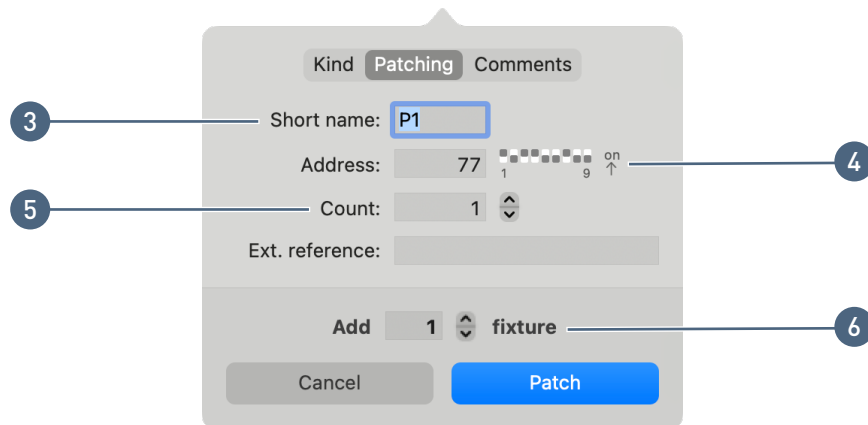 Kind Patching Comments
3 Short name: P1
Address: 77 1 9 on 4
5 Count: 1
Ext. reference:
Add 1 fixture 6
Cancel Patch